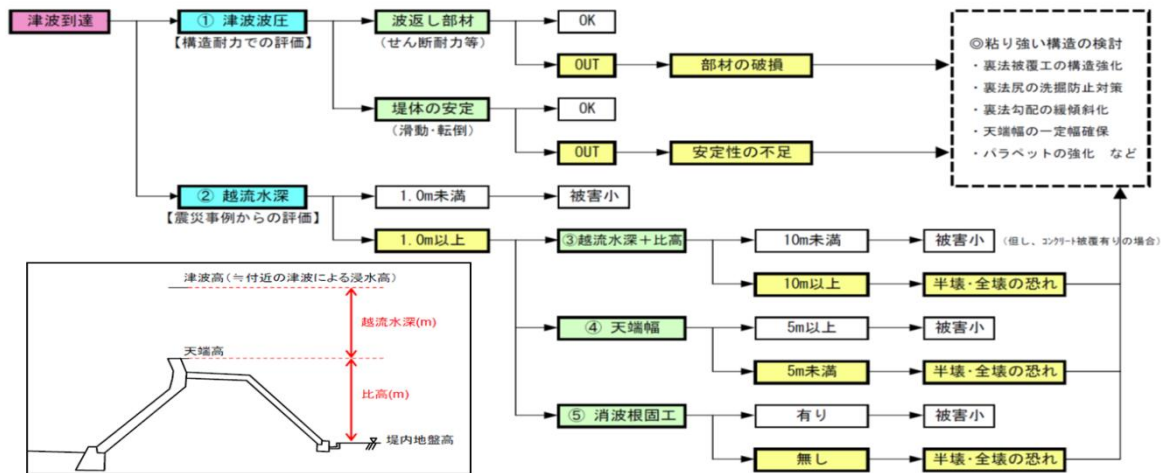 津波到達
① 津波波圧
【構造耐力での評価】
波返し部材
(せん断耐力等)
OK
OUT
部材の破損
堤体の安定
(滑動・転倒)
OK
OUT
安定性の不足
◎粘り強い構造の検討
・裏法被覆工の構造強化
・裏法尻の洗掘防止対策
・裏法勾配の緩傾斜化
・天端幅の一定幅確保
・パラペットの強化 など
② 越流水深
【震災事例からの評価】
1.0m未満
被害小
1.0m以上
③越流水深+比高
10m未満
被害小
(但し、コンクリート被覆有りの場合)
10m以上
半壊・全壊の恐れ
④ 天端幅
5m以上
被害小
5m未満
半壊・全壊の恐れ
⑤ 消波根固工
有り
被害小
無し
半壊・全壊の恐れ
津波高(≒付近の津波による浸水高)
越流水深(m)
天端高
比高(m)
堤内地盤高